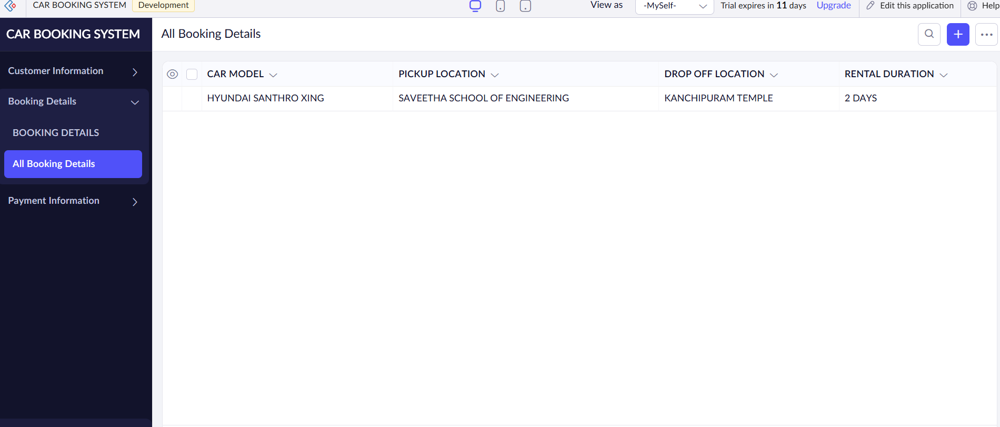 CAR BOOKING SYSTEM Development View as -MySelf- Trial expires in 11 days Upgrade Edit this application Help
CAR BOOKING SYSTEM
All Booking Details
Customer Information
Booking Details
BOOKING DETAILS
All Booking Details
Payment Information
CAR MODEL PICKUP LOCATION DROP OFF LOCATION RENTAL DURATION
HYUNDAI SANTHRO XING SAVEETHA SCHOOL OF ENGINEERING KANCHIPURAM TEMPLE 2 DAYS